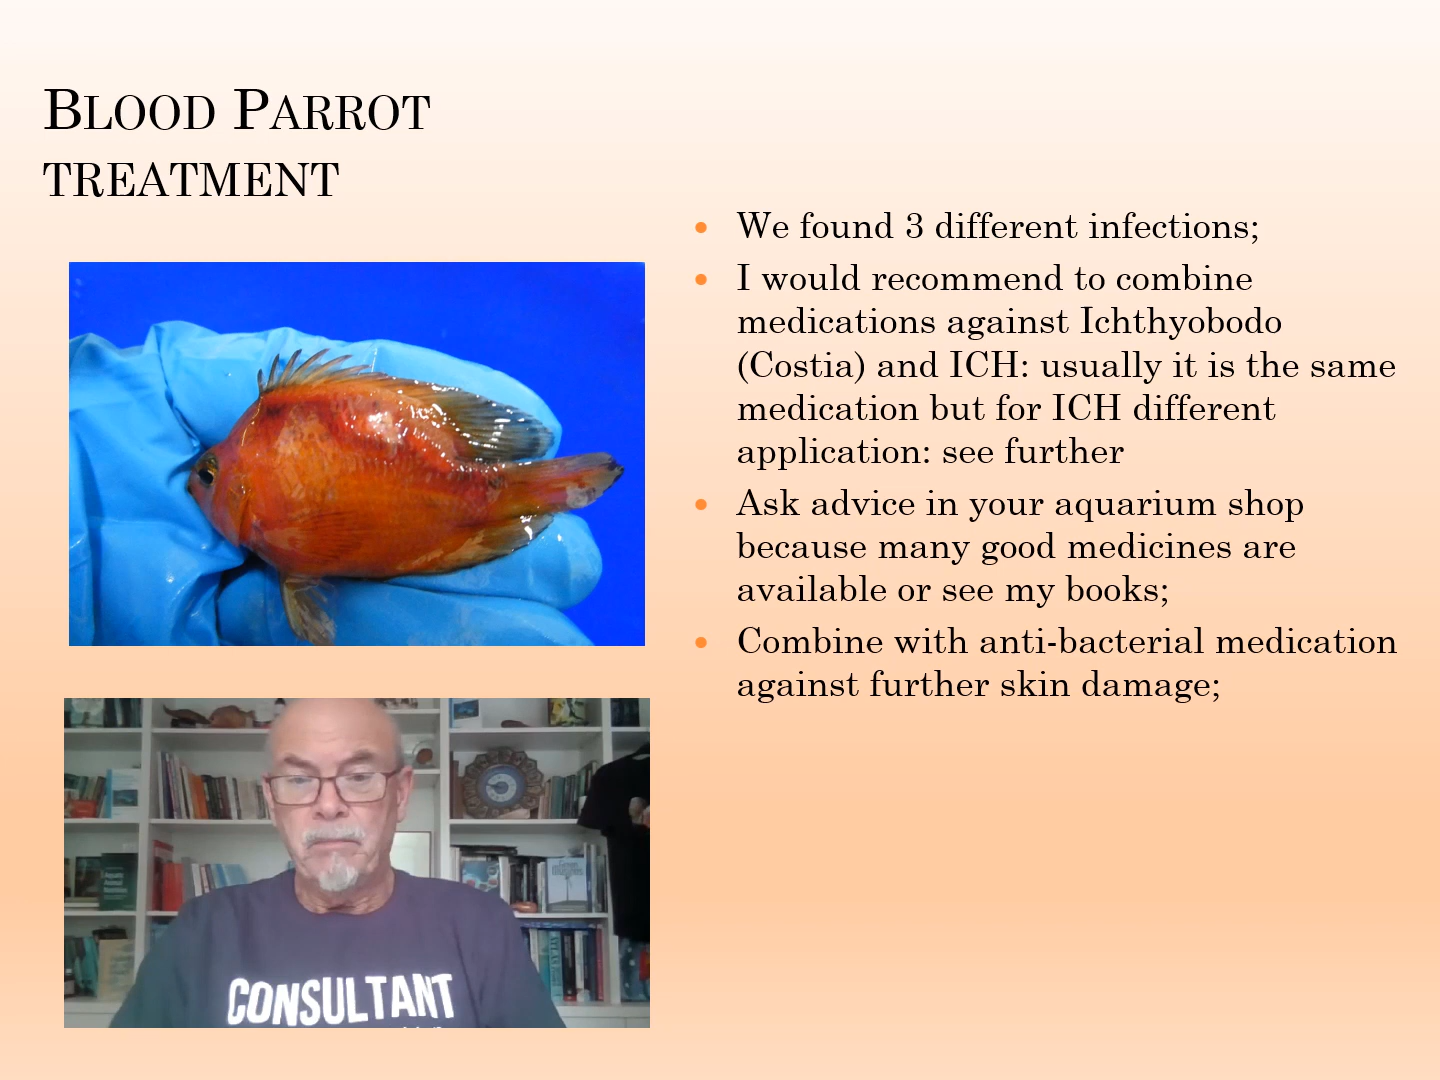 BLOOD PARROT
TREATMENT
We found 3 different infections;
I would recommend to combine
medications against Ichthyobodo
(Costia) and ICH: usually it is the same
medication but for ICH different
application: see further
Ask advice in your aquarium shop
because many good medicines are
available or see my books;
Combine with anti-bacterial medication
against further skin damage;
CONSULTANT